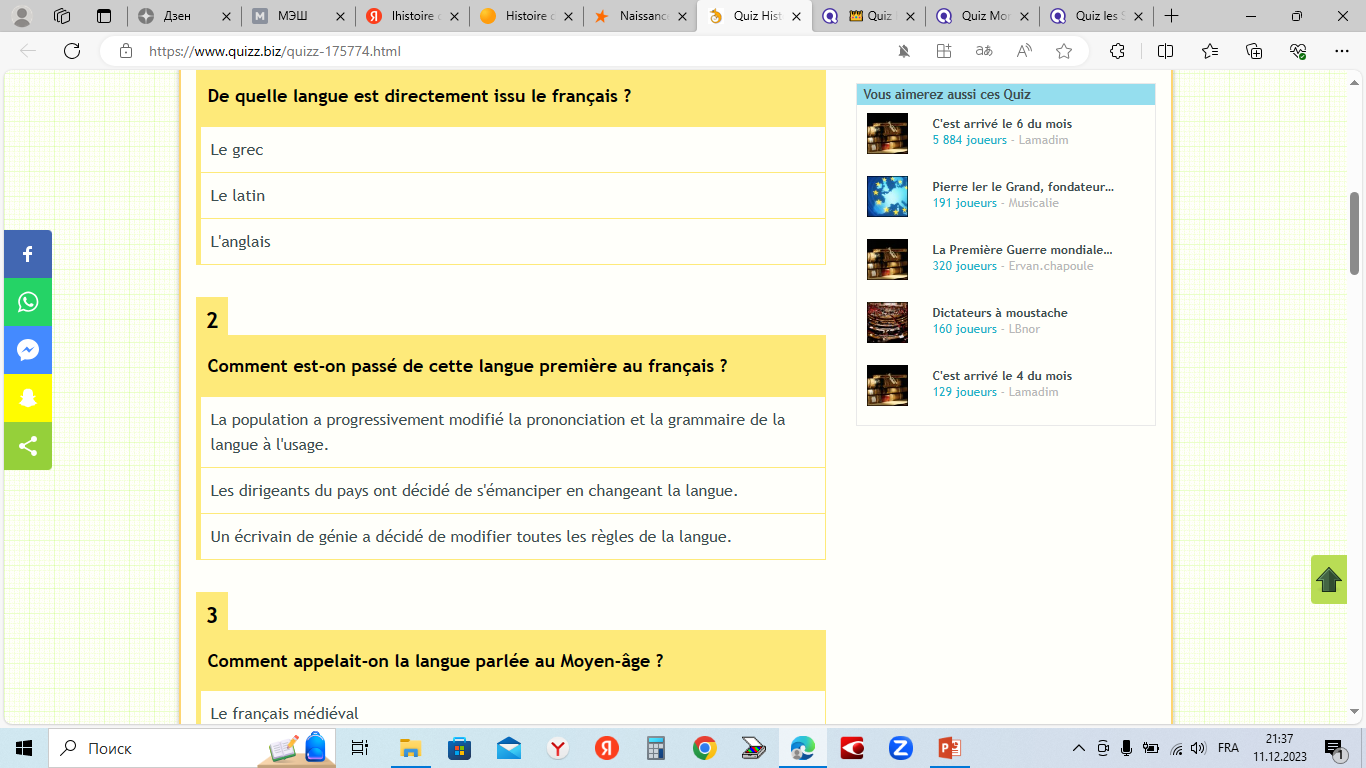 Дзен
МЭШ
lhistoire
Histoire
Naissanc
Quiz Hist
Quiz
Quiz Mor
Quiz les S
https://www.quizz.biz/quizz-175774.html
De quelle langue est directement issu le français ?
Le grec
Le latin
L'anglais
2
Comment est-on passé de cette langue première au français ?
La population a progressivement modifié la prononciation et la grammaire de la
langue à l'usage.
Les dirigeants du pays ont décidé de s'émanciper en changeant la langue.
Un écrivain de génie a décidé de modifier toutes les règles de la langue.
3
Comment appelait-on la langue parlée au Moyen-âge ?
Le français médiéval
Vous aimerez aussi ces Quiz
C'est arrivé le 6 du mois
5 884 joueurs - Lamadim
Pierre Ier le Grand, fondateur...
191 joueurs - Musicalie
La Première Guerre mondiale...
320 joueurs - Ervan.chapoule
Dictateurs à moustache
160 joueurs - LBnor
C'est arrivé le 4 du mois
129 joueurs - Lamadim
Поиск
FRA
21:37
11.12.2023
1